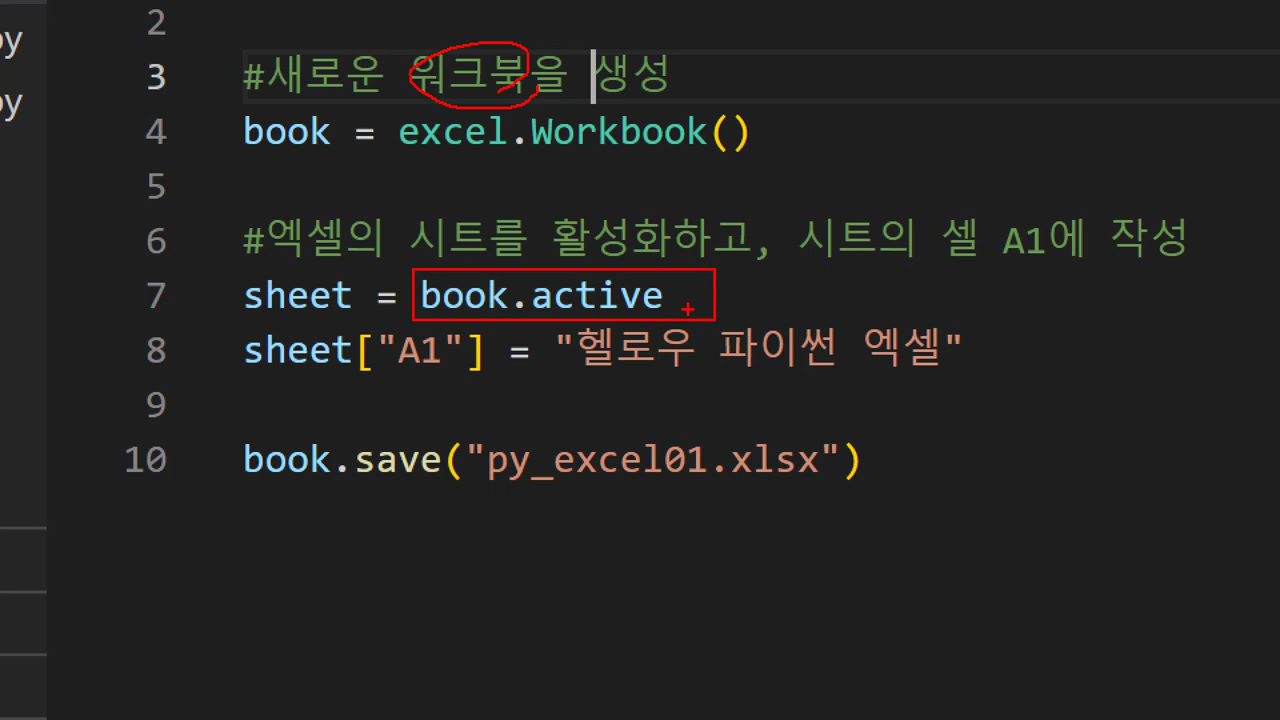 py
py
2
3 #새로운 워크북을 생성
4 book = excel.Workbook()
5
6 #엑셀의 시트를 활성화하고, 시트의 셀 A1에 작성
7 sheet = book.active
8 sheet["A1"] = "헬로우 파이썬 엑셀"
9
10 book.save("py_excel01.xlsx")